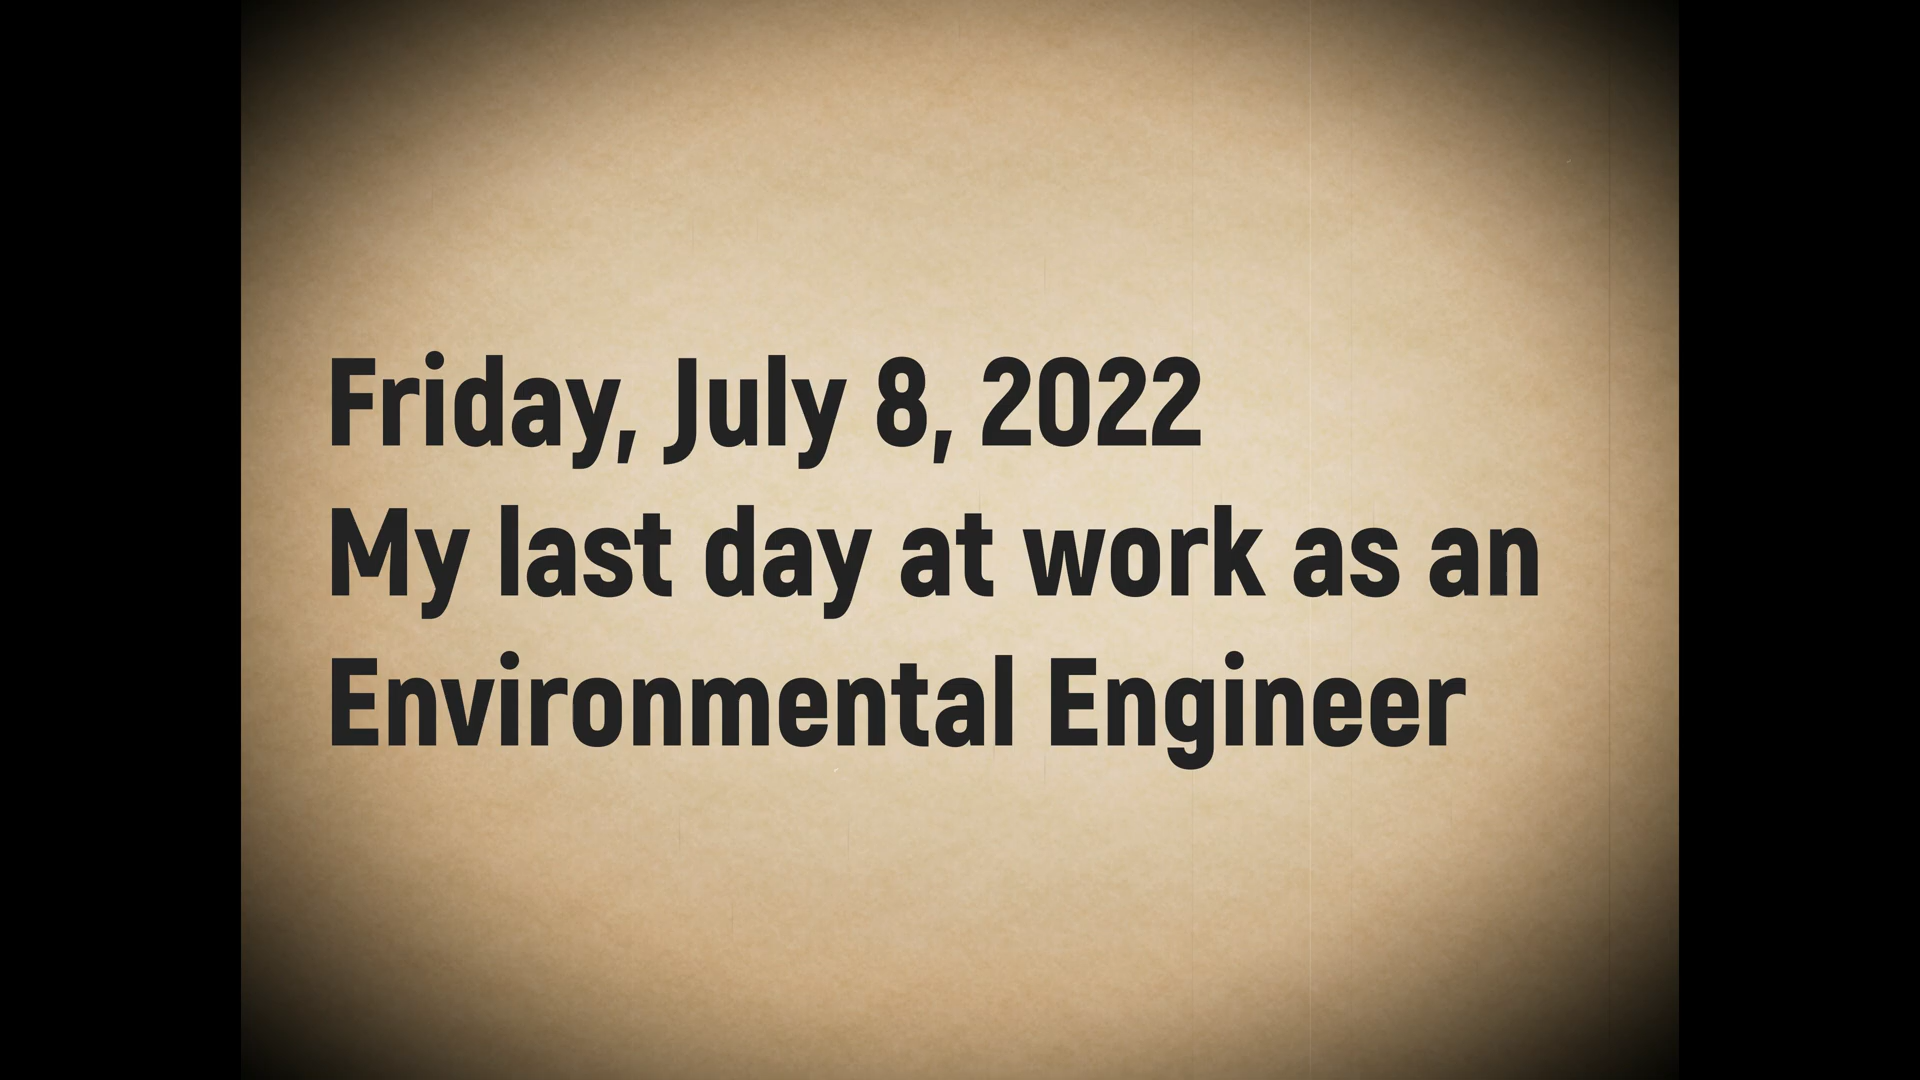 Friday, July 8, 2022
My last day at work as an
Environmental Engineer